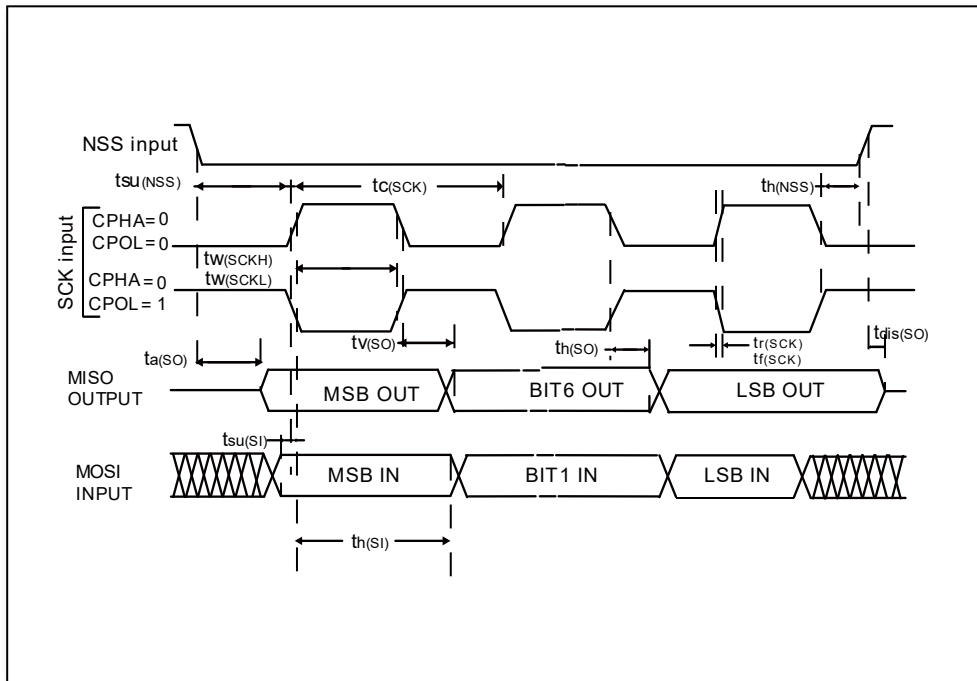 NSS input
tsu(NSS)
tc(SCK)
th(NSS)
SCK input
CPHA=0
CPOL=0
tw(SCKH)
tw(SCKL)
CPHA=0
CPOL=1
ta(SO)
tv(SO)
th(SO)
tr(SCK)
tf(SCK)
tdis(SO)
MISO
OUTPUT
MSB OUT
BIT6 OUT
LSB OUT
tsu(SI)
MOSI
INPUT
MSB IN
BIT1 IN
LSB IN
th(SI)